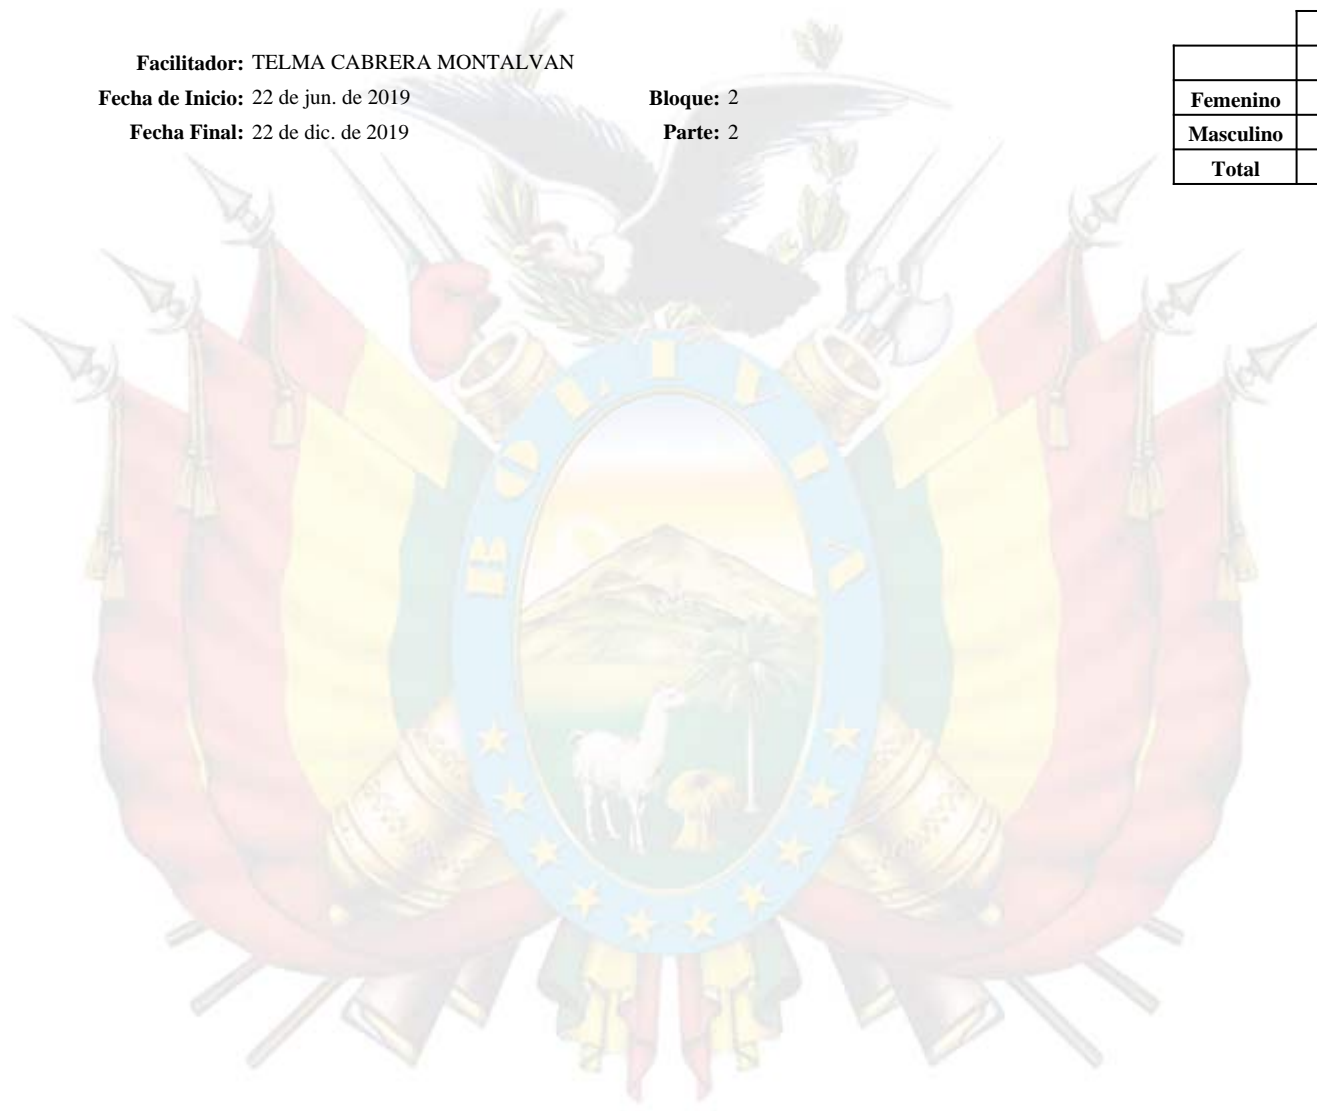 Facilitador: TELMA CABRERA MONTALVAN
Fecha de Inicio: 22 de jun. de 2019 Bloque: 2
Fecha Final: 22 de dic. de 2019 Parte: 2
Femenino
Masculino
Total
BOLIVIA